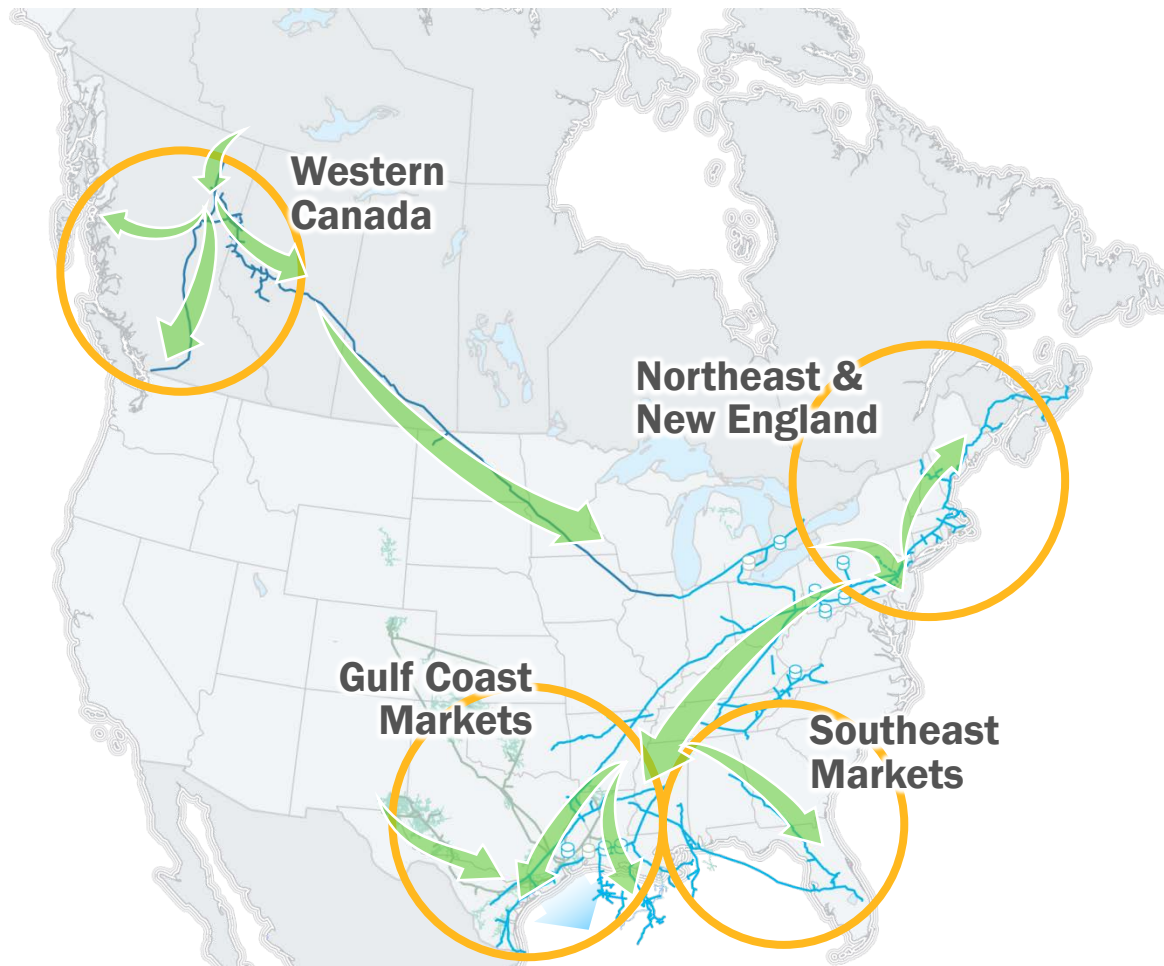 Western
Canada
Northeast &
New England
Gulf Coast
Markets
Southeast
Markets